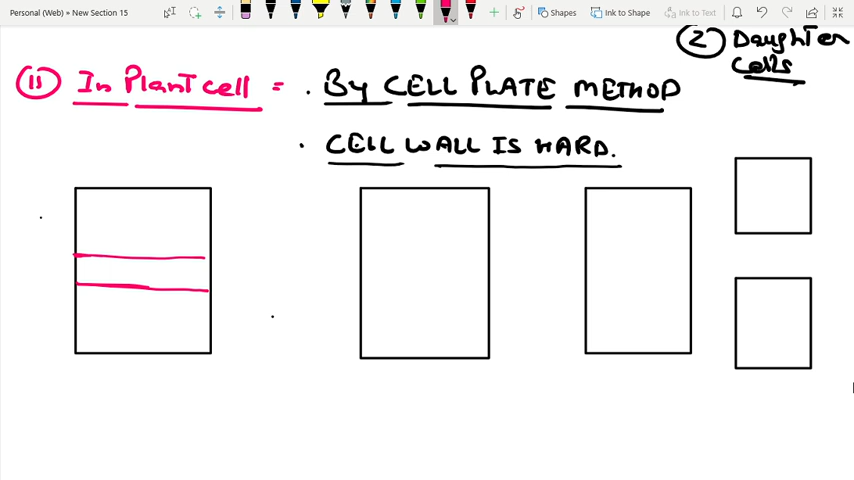 Personal (Web) » New Section 15
Shapes
Ink to Shape
Ink to Text
2 Daughter
Cells
11 In Plant cell = . By CELL PLATE METHOD
. CELL WALL IS HARD.